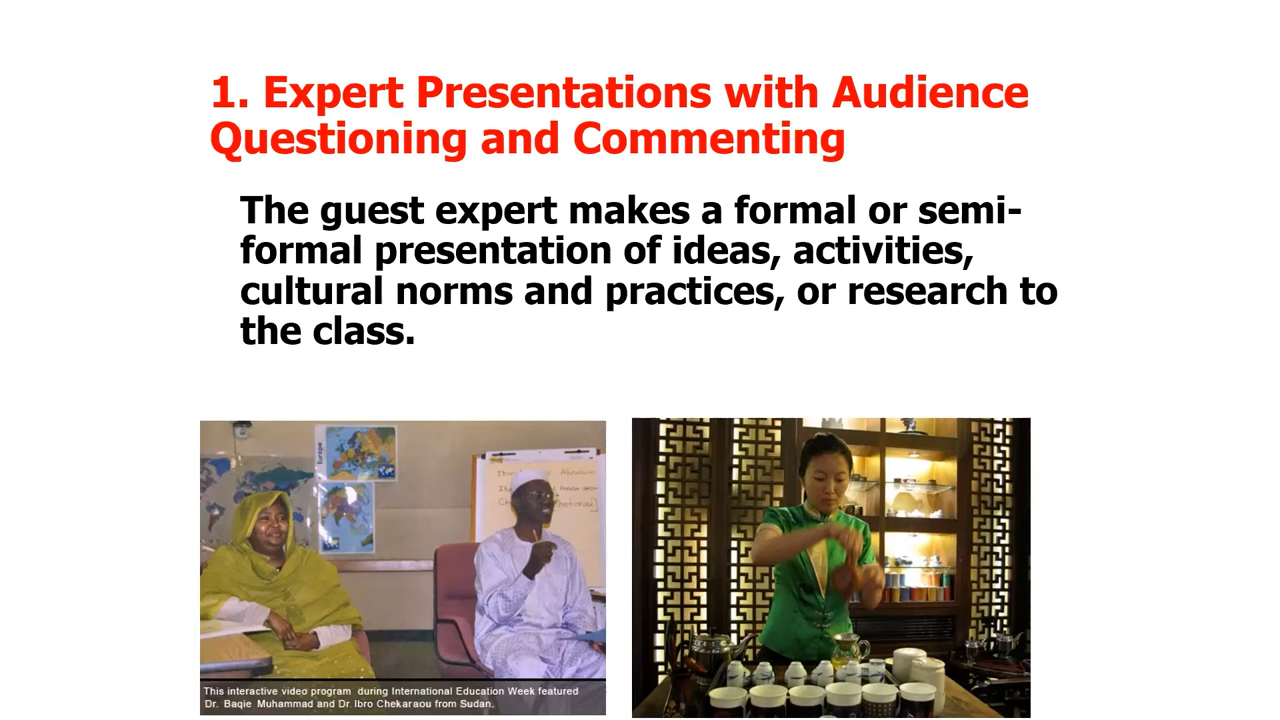 1. Expert Presentations with Audience
Questioning and Commenting
The guest expert makes a formal or semi-
formal presentation of ideas, activities,
cultural norms and practices, or research to
the class.
Europe
This interactive video program during International Education Week featured
Dr. Baqie Muhammad and Dr. Ibro Chekaraou from Sudan.